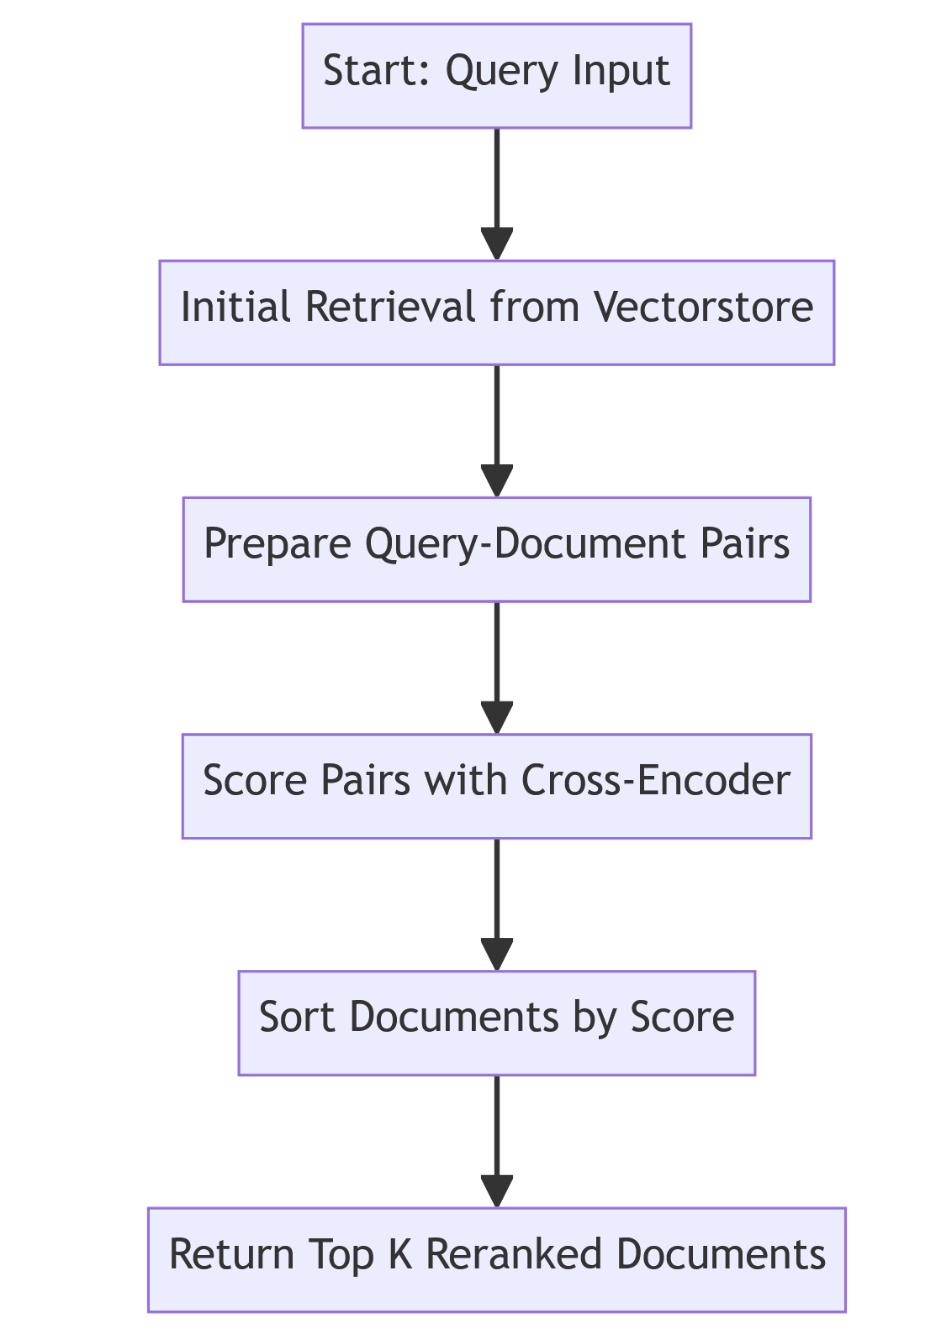 Start: Query Input
Initial Retrieval from Vectorstore
Prepare Query-Document Pairs
Score Pairs with Cross-Encoder
Sort Documents by Score
Return Top K Reranked Documents